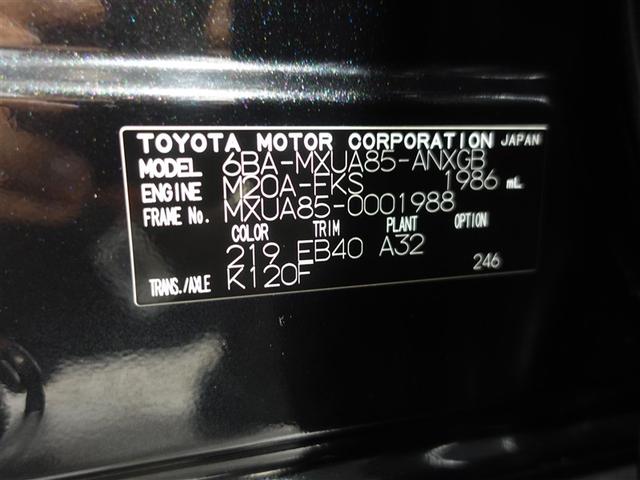 TOYOTA MOTOR CORPORATION JAPAN
MODEL 6BA-MXUA85-ANXGB
ENGINE M20A-FKS 1986 mL
FRAME No. MXUA85-0001988
COLOR TRIM PLANT OPTION
219 EB40 A32
TRANS./AXLE K120F 246